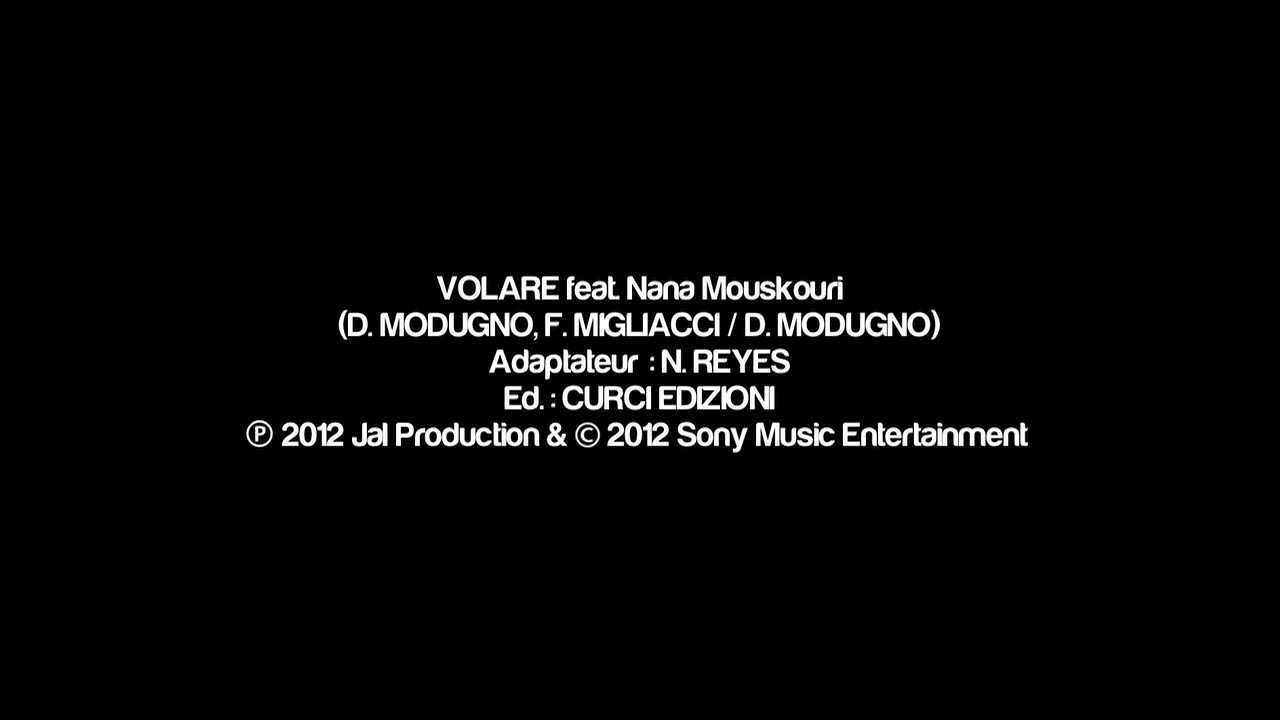 VOLARE feat. Nana Mouskouri
(D. MODUGNO, F. MIGLIACCI / D. MODUGNO)
Adaptateur : N. REYES
Ed. : CURCI EDIZIONI
℗ 2012 Jal Production & © 2012 Sony Music Entertainment